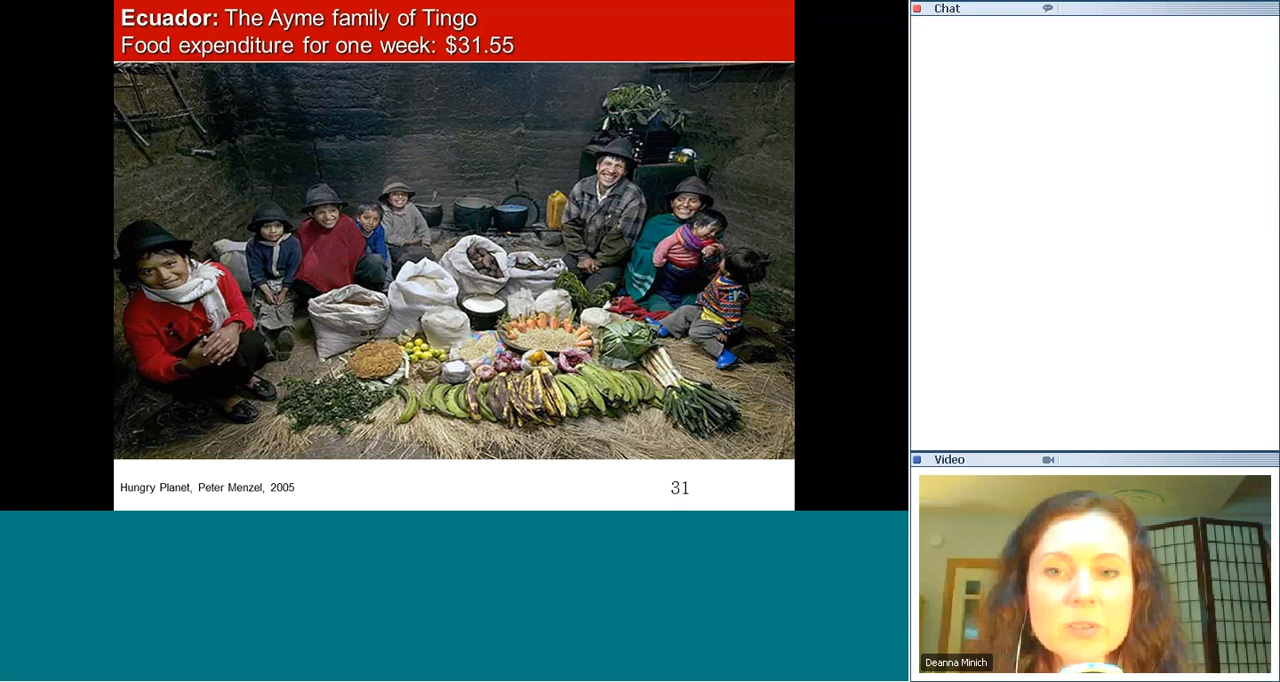 Ecuador: The Ayme family of Tingo
Food expenditure for one week: $31.55
Hungry Planet, Peter Menzel, 2005
31
Chat
Video
Deanna Minich